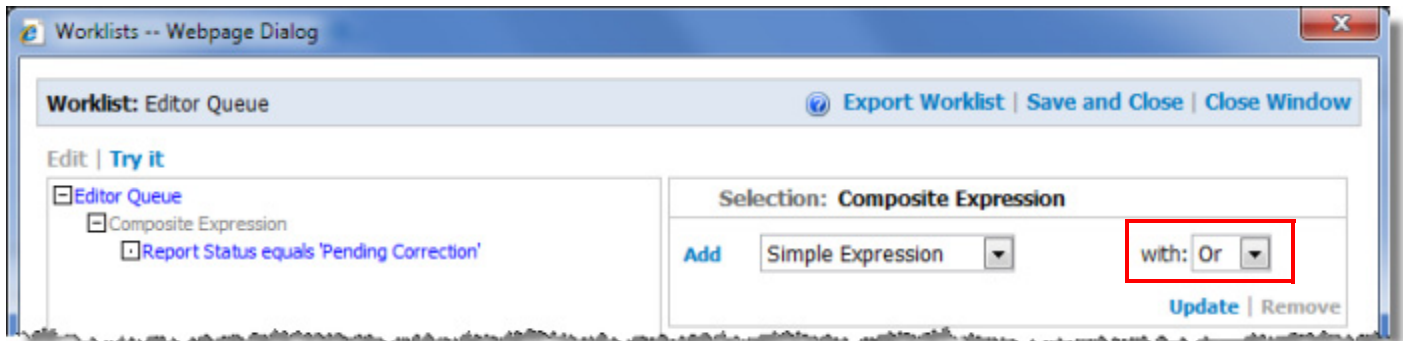 Worklists -- Webpage Dialog
Worklist: Editor Queue
Export Worklist | Save and Close | Close Window
Edit | Try it
Editor Queue
Composite Expression
Report Status equals 'Pending Correction'
Selection: Composite Expression
Add Simple Expression with: Or
Update | Remove